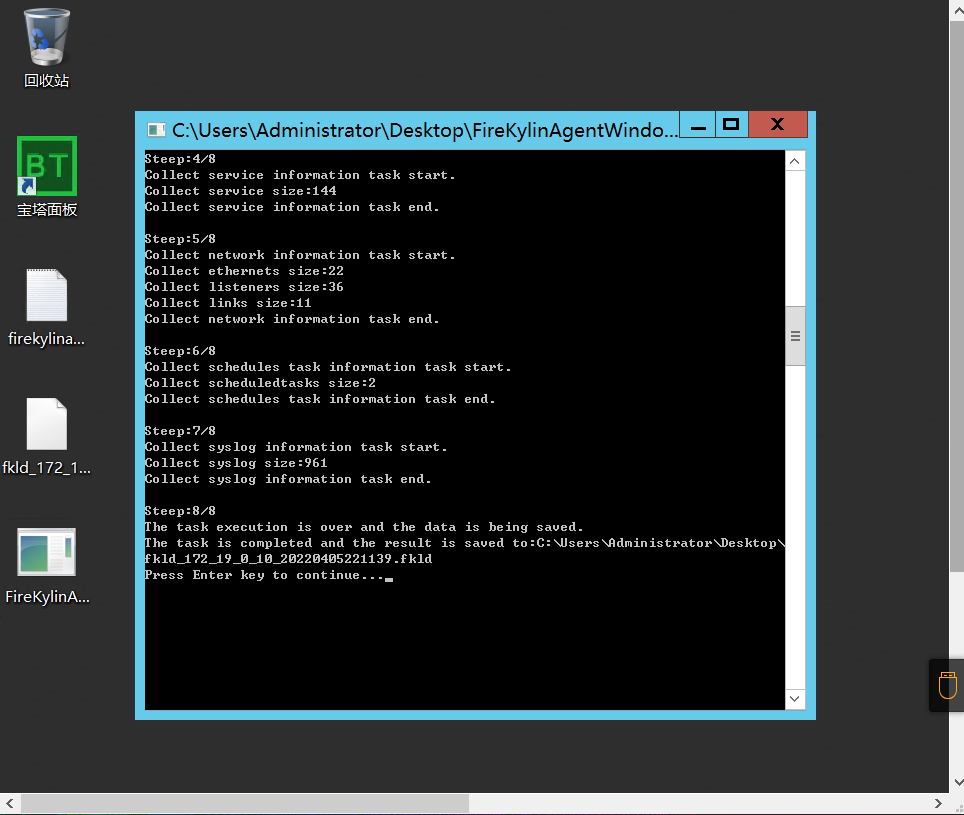 回收站
BT
宝塔面板
firekylina...
fkld_172_1...
FireKylinA...
C:\Users\Administrator\Desktop\FireKylinAgentWindo...
Steep:4/8
Collect service information task start.
Collect service size:144
Collect service information task end.
Steep:5/8
Collect network information task start.
Collect ethernets size:22
Collect listeners size:36
Collect links size:11
Collect network information task end.
Steep:6/8
Collect schedules task information task start.
Collect scheduledtasks size:2
Collect schedules task information task end.
Steep:7/8
Collect syslog information task start.
Collect syslog size:961
Collect syslog information task end.
Steep:8/8
The task execution is over and the data is being saved.
The task is completed and the result is saved to:C:\Users\Administrator\Desktop\
fkld_172_19_0_10_20220405221139.fkld
Press Enter key to continue...